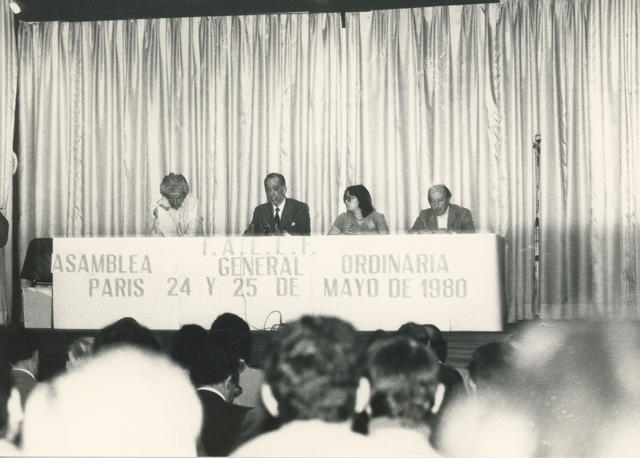 F.A.E.E.F.
ASAMBLEA GENERAL ORDINARIA
PARIS 24 Y 25 DE MAYO DE 1980